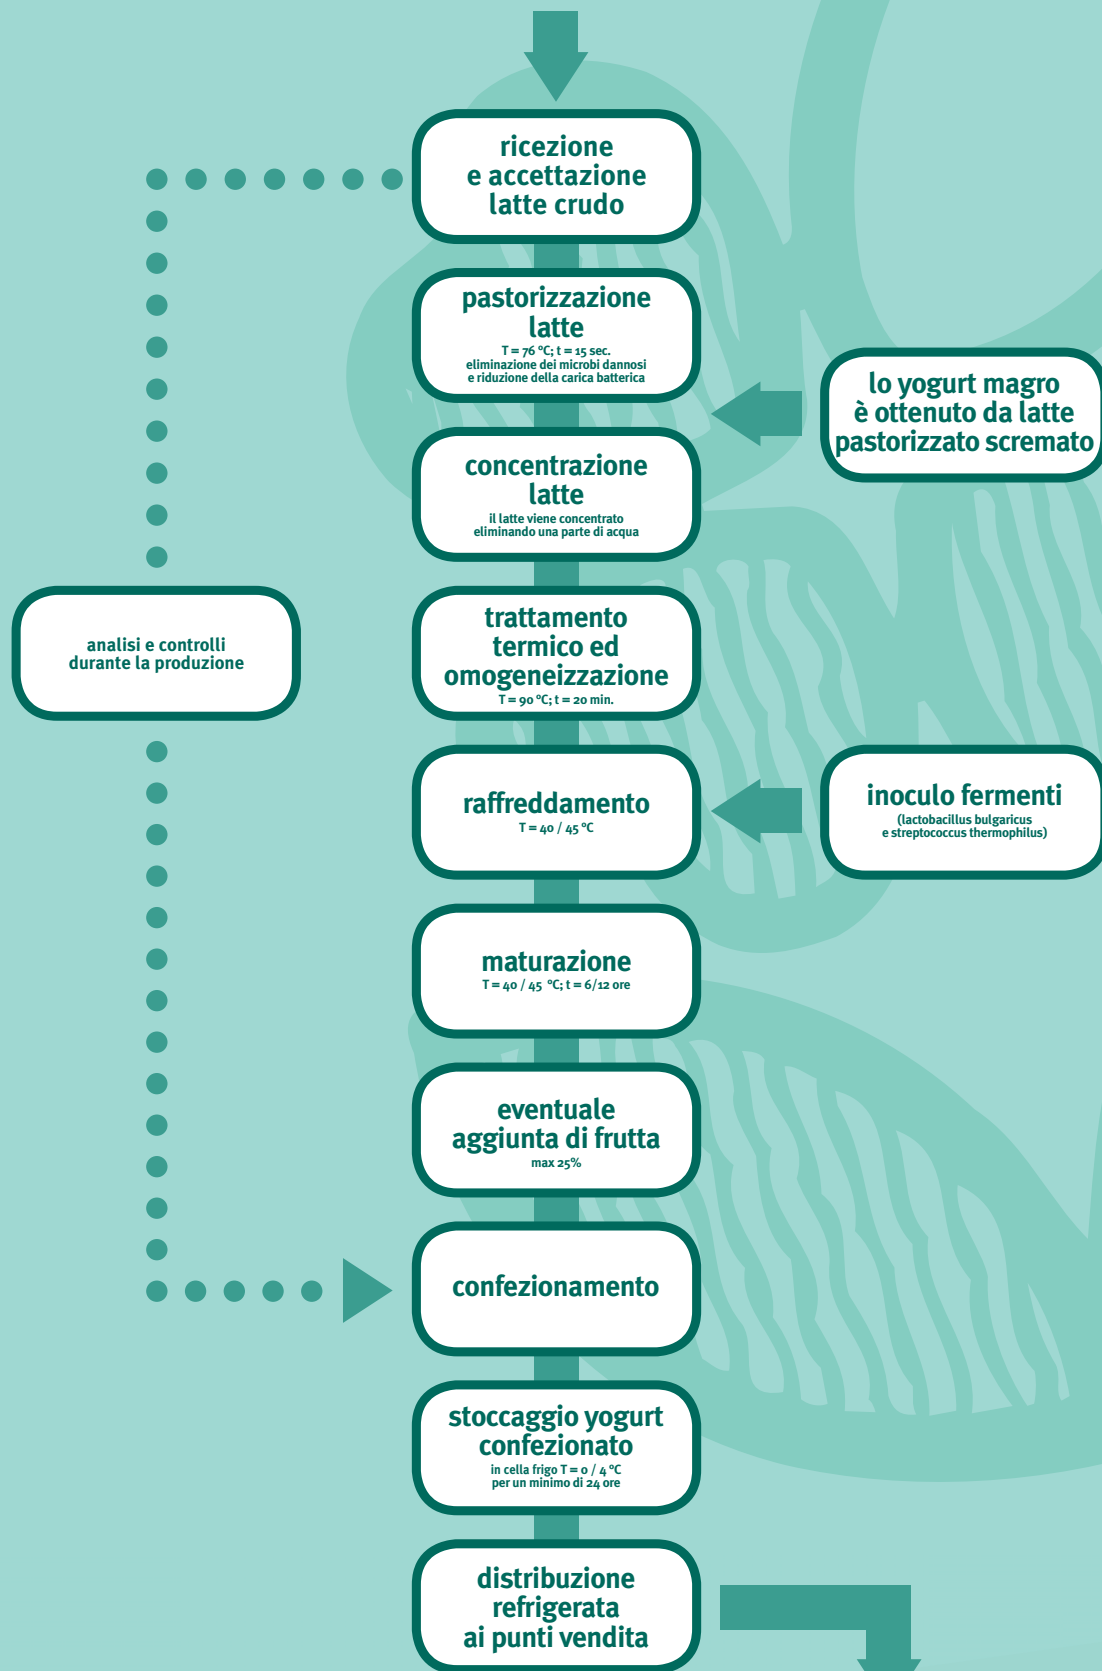 ricezione
e accettazione
latte crudo
pastorizzazione
latte
T = 76 °C; t = 15 sec.
eliminazione dei microbi dannosi
e riduzione della carica batterica
lo yogurt magro
è ottenuto da latte
pastorizzato scremato
concentrazione
latte
il latte viene concentrato
eliminando una parte di acqua
trattamento
termico ed
omogeneizzazione
T = 90 °C; t = 20 min.
analisi e controlli
durante la produzione
raffreddamento
T = 40 / 45 °C
inoculo fermenti
(lactobacillus bulgaricus
e streptococcus thermophilus)
maturazione
T = 40 / 45 °C; t = 6/12 ore
eventuale
aggiunta di frutta
max 25%
confezionamento
stoccaggio yogurt
confezionato
in cella frigo T = 0 / 4 °C
per un minimo di 24 ore
distribuzione
refrigerata
ai punti vendita